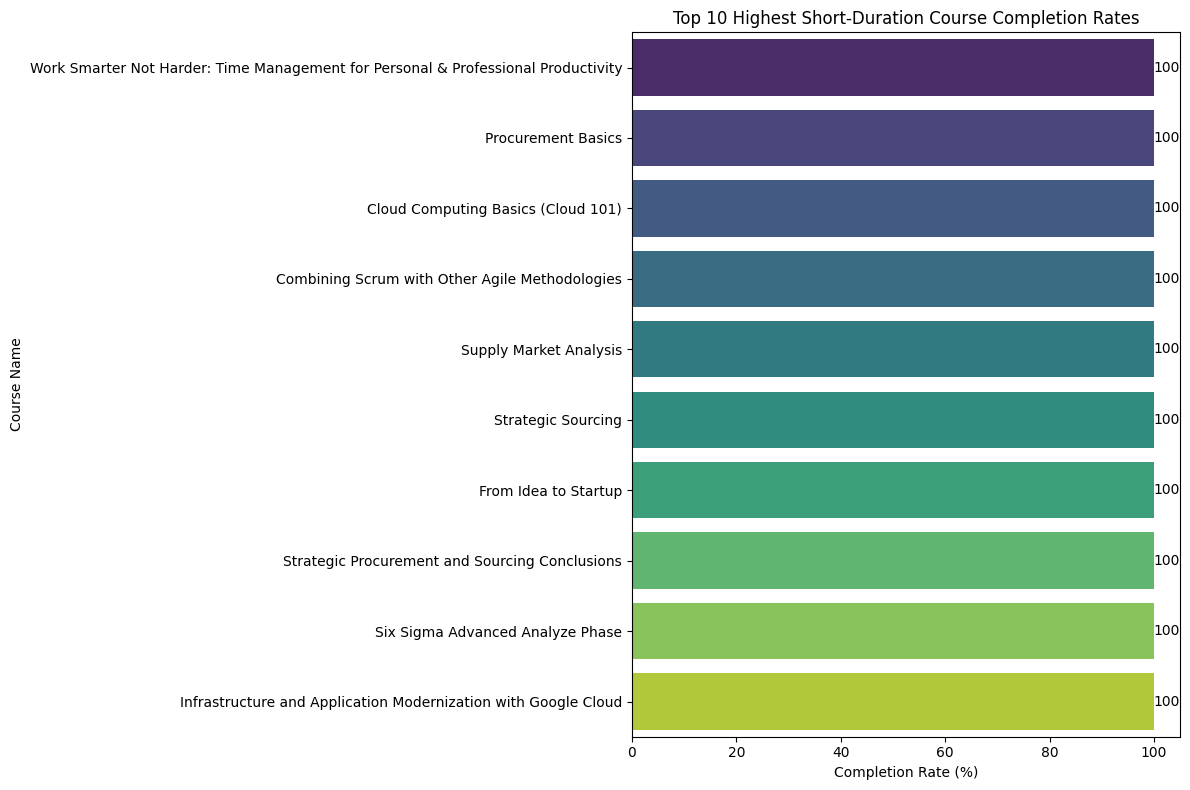 Top 10 Highest Short-Duration Course Completion Rates
Course Name
Work Smarter Not Harder: Time Management for Personal & Professional Productivity
100
Procurement Basics
100
Cloud Computing Basics (Cloud 101)
100
Combining Scrum with Other Agile Methodologies
100
Supply Market Analysis
100
Strategic Sourcing
100
From Idea to Startup
100
Strategic Procurement and Sourcing Conclusions
100
Six Sigma Advanced Analyze Phase
100
Infrastructure and Application Modernization with Google Cloud
100
0 20 40 60 80 100
Completion Rate (%)